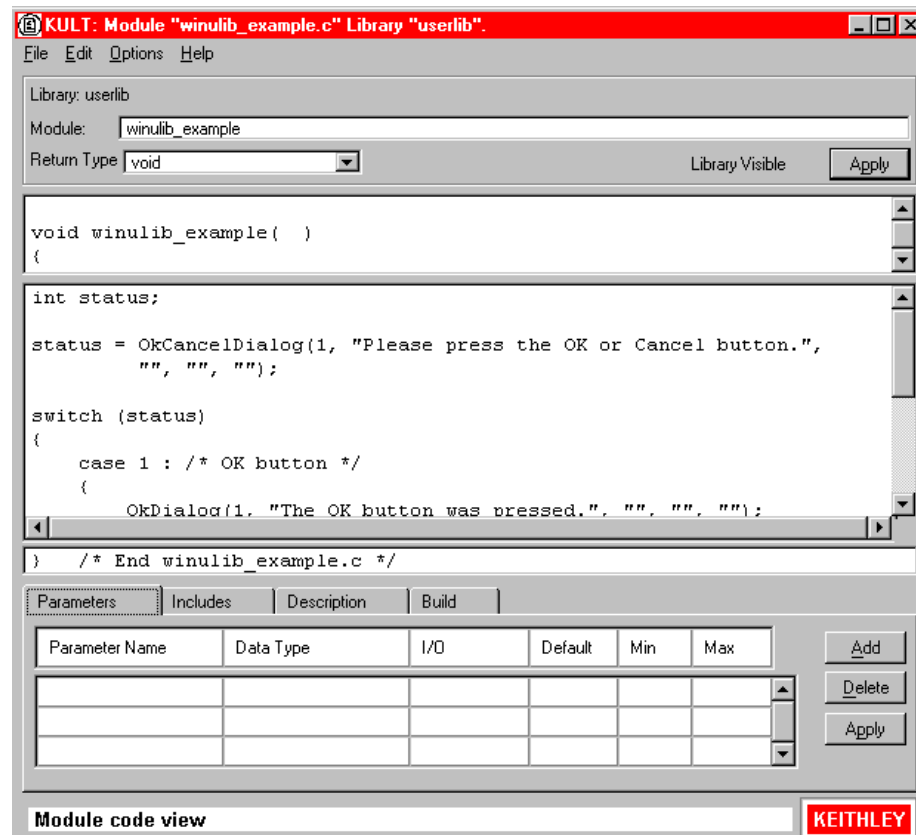 KULT: Module "winulib_example.c" Library "userlib".
File Edit Options Help
Library: userlib
Module: winulib_example
Return Type void Library Visible Apply
void winulib_example(  )
{
int status;
status = OkCancelDialog(1, "Please press the OK or Cancel button.",
"", "", "");
switch (status)
{
case 1 : /* OK button */
{
OkDialog(1, "The OK button was pressed.", "", "", "");
} /* End winulib_example.c */
Parameters Includes Description Build
Parameter Name Data Type I/O Default Min Max Add
Delete
Apply
Module code view KEITHLEY